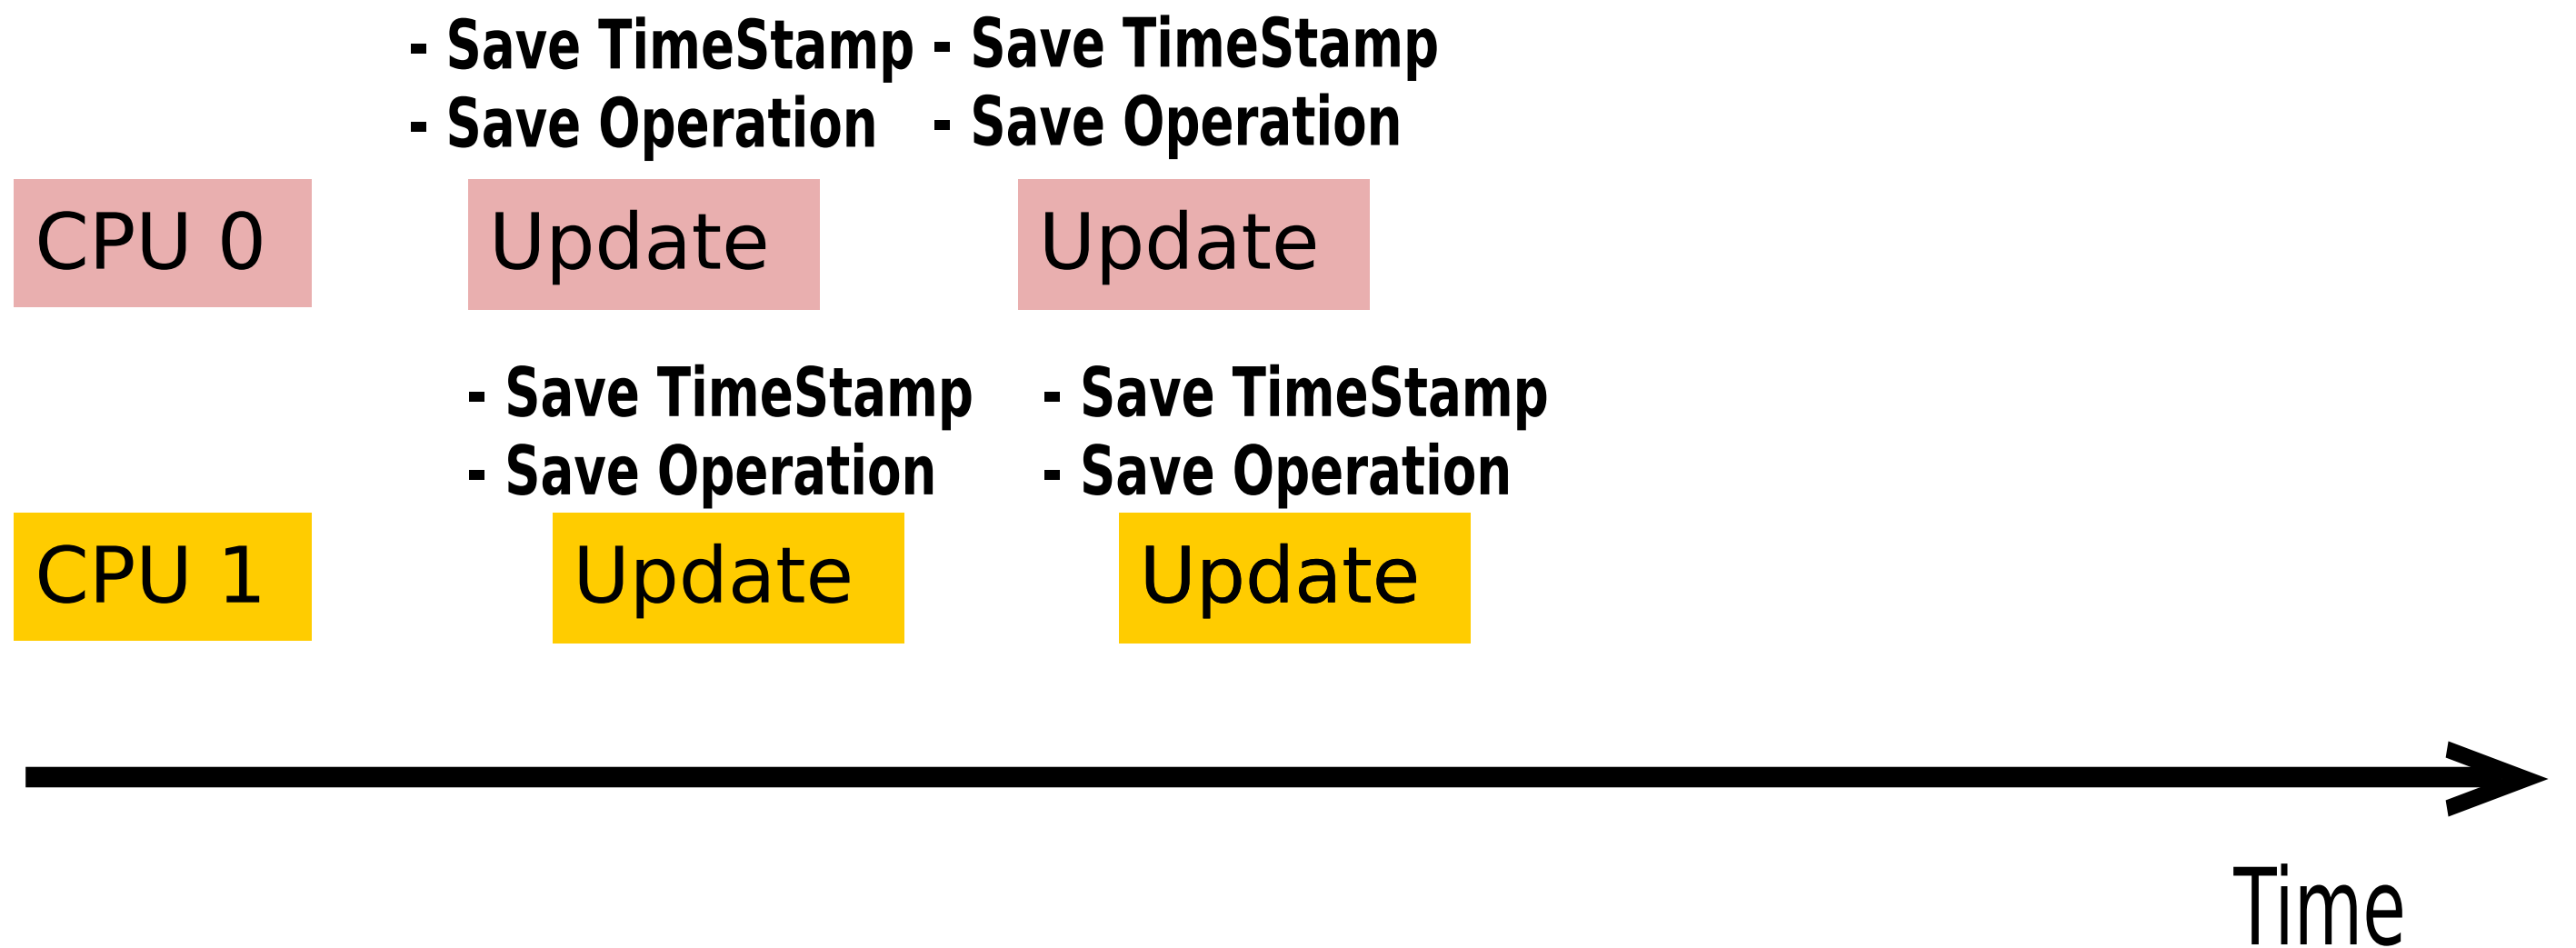 - Save TimeStamp
- Save Operation
- Save TimeStamp
- Save Operation
CPU 0
Update
Update
- Save TimeStamp
- Save Operation
- Save TimeStamp
- Save Operation
CPU 1
Update
Update
Time